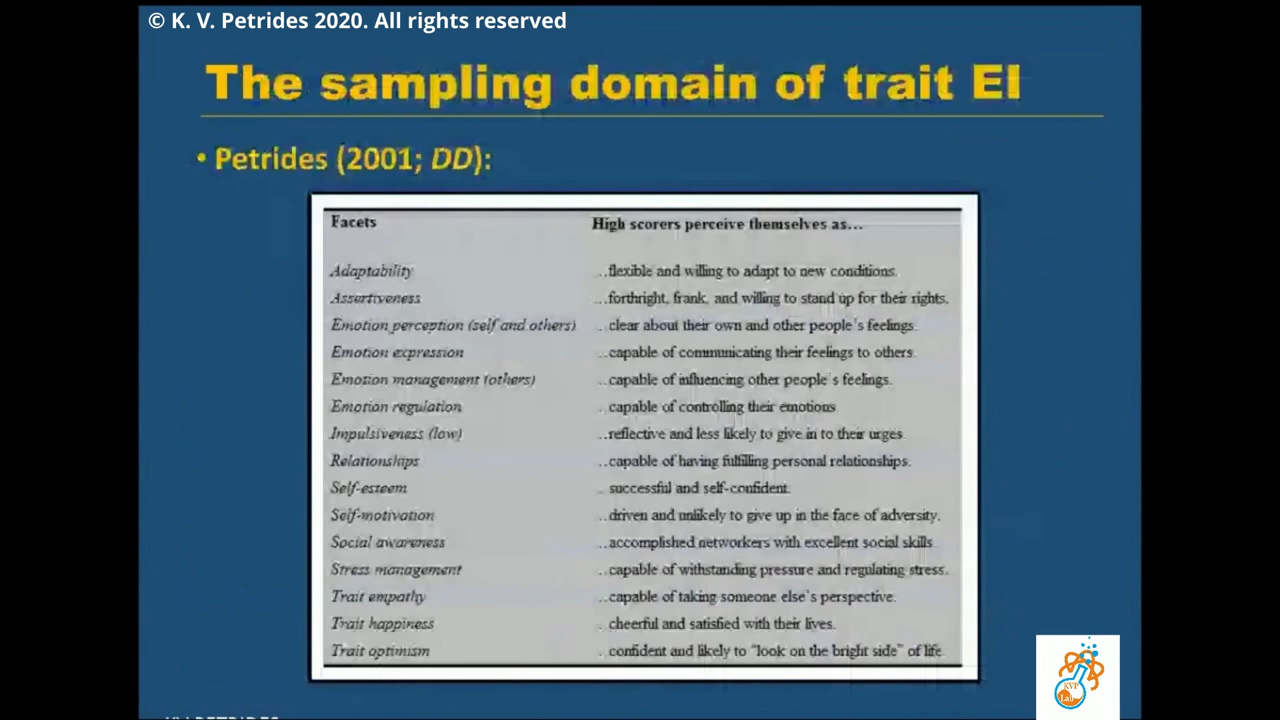 © K. V. Petrides 2020. All rights reserved
The sampling domain of trait EI
• Petrides (2001; DD):
Facets High scorers perceive themselves as…
Adaptability …flexible and willing to adapt to new conditions.
Assertiveness …forthright, frank, and willing to stand up for their rights.
Emotion perception (self and others) …clear about their own and other people's feelings.
Emotion expression …capable of communicating their feelings to others.
Emotion management (others) …capable of influencing other people's feelings.
Emotion regulation …capable of controlling their emotions.
Impulsiveness (low) …reflective and less likely to give in to their urges.
Relationships …capable of having fulfilling personal relationships.
Self-esteem …successful and self-confident.
Self-motivation …driven and unlikely to give up in the face of adversity.
Social awareness …accomplished networkers with excellent social skills.
Stress management …capable of withstanding pressure and regulating stress.
Trait empathy …capable of taking someone else's perspective.
Trait happiness …cheerful and satisfied with their lives.
Trait optimism …confident and likely to "look on the bright side" of life.
KV PETRIDES
KVP
Lab